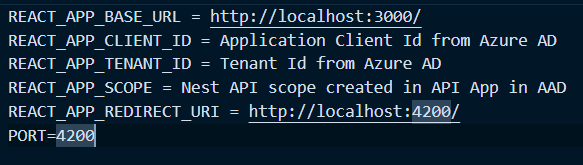 REACT_APP_BASE_URL = http://localhost:3000/
REACT_APP_CLIENT_ID = Application Client Id from Azure AD
REACT_APP_TENANT_ID = Tenant Id from Azure AD
REACT_APP_SCOPE = Nest API scope created in API App in AAD
REACT_APP_REDIRECT_URI = http://localhost:4200/
PORT=4200